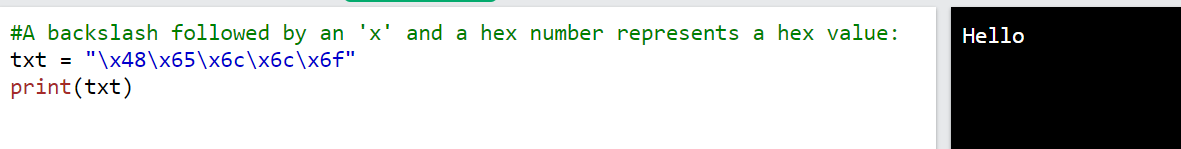 #A backslash followed by an 'x' and a hex number represents a hex value:
txt = "\x48\x65\x6c\x6c\x6f"
print(txt)
Hello